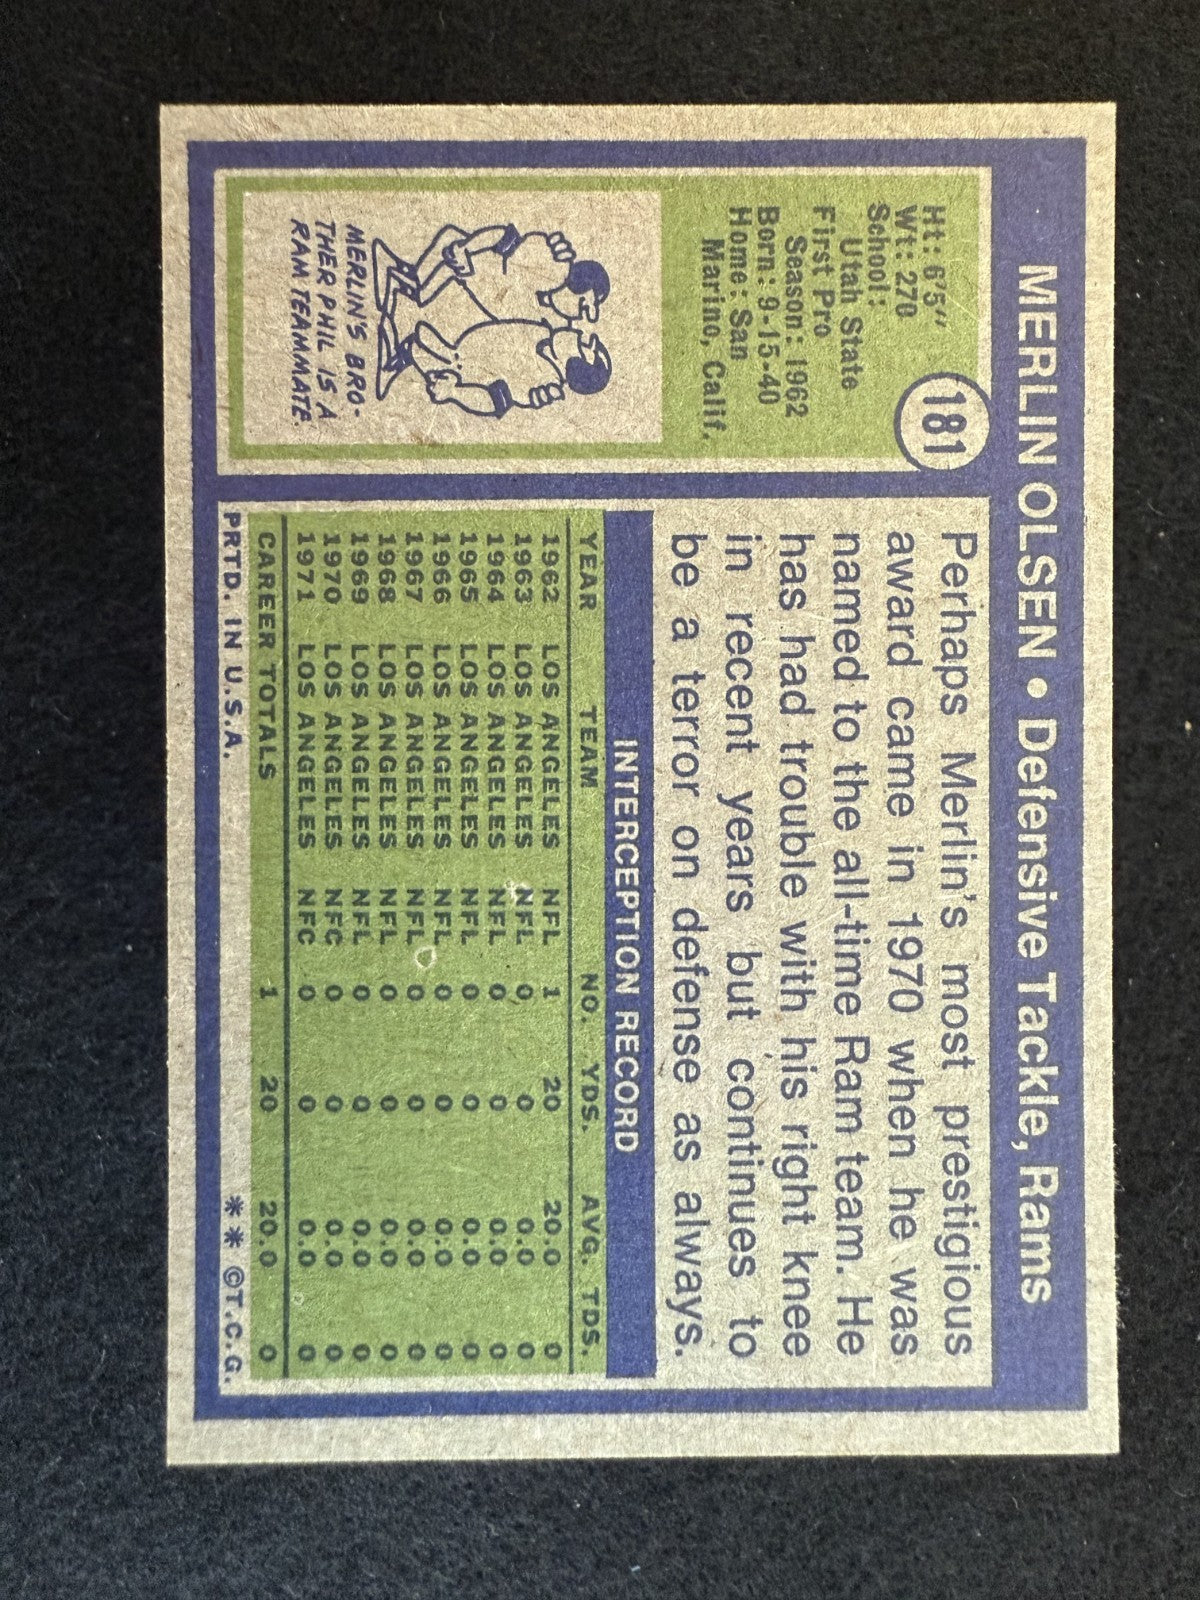 MERLIN OLSEN • Defensive Tackle, Rams
181
Ht: 6'5"
Wt: 270
School:
Utah State
First Pro
Season: 1962
Born: 9-15-40
Home: San
Marino, Calif.
MERLIN'S BRO-
THER PHIL IS A
RAM TEAMMATE.
Perhaps Merlin's most prestigious
award came in 1970 when he was
named to the all-time Ram team. He
has had trouble with his right knee
in recent years but continues to
be a terror on defense as always.
INTERCEPTION RECORD
YEAR TEAM NO. YDS. AVG. TDS.
1962 LOS ANGELES NFL 1 20 20.0 0
1963 LOS ANGELES NFL 0 0 0.0 0
1964 LOS ANGELES NFL 0 0 0.0 0
1965 LOS ANGELES NFL 0 0 0.0 0
1966 LOS ANGELES NFL 0 0 0.0 0
1967 LOS ANGELES NFL 0 0 0.0 0
1968 LOS ANGELES NFL 0 0 0.0 0
1969 LOS ANGELES NFL 0 0 0.0 0
1970 LOS ANGELES NFC 0 0 0.0 0
1971 LOS ANGELES NFC 0 0 0.0 0
CAREER TOTALS 1 20 20.0 0
PRTD. IN U.S.A. ** ©T.C.G.